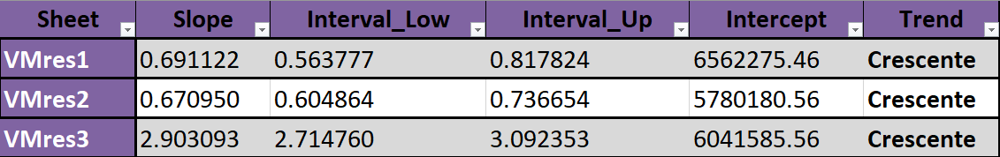 Sheet Slope Interval_Low Interval_Up Intercept Trend
VMres1 0.691122 0.563777 0.817824 6562275.46 Crescente
VMres2 0.670950 0.604864 0.736654 5780180.56 Crescente
VMres3 2.903093 2.714760 3.092353 6041585.56 Crescente